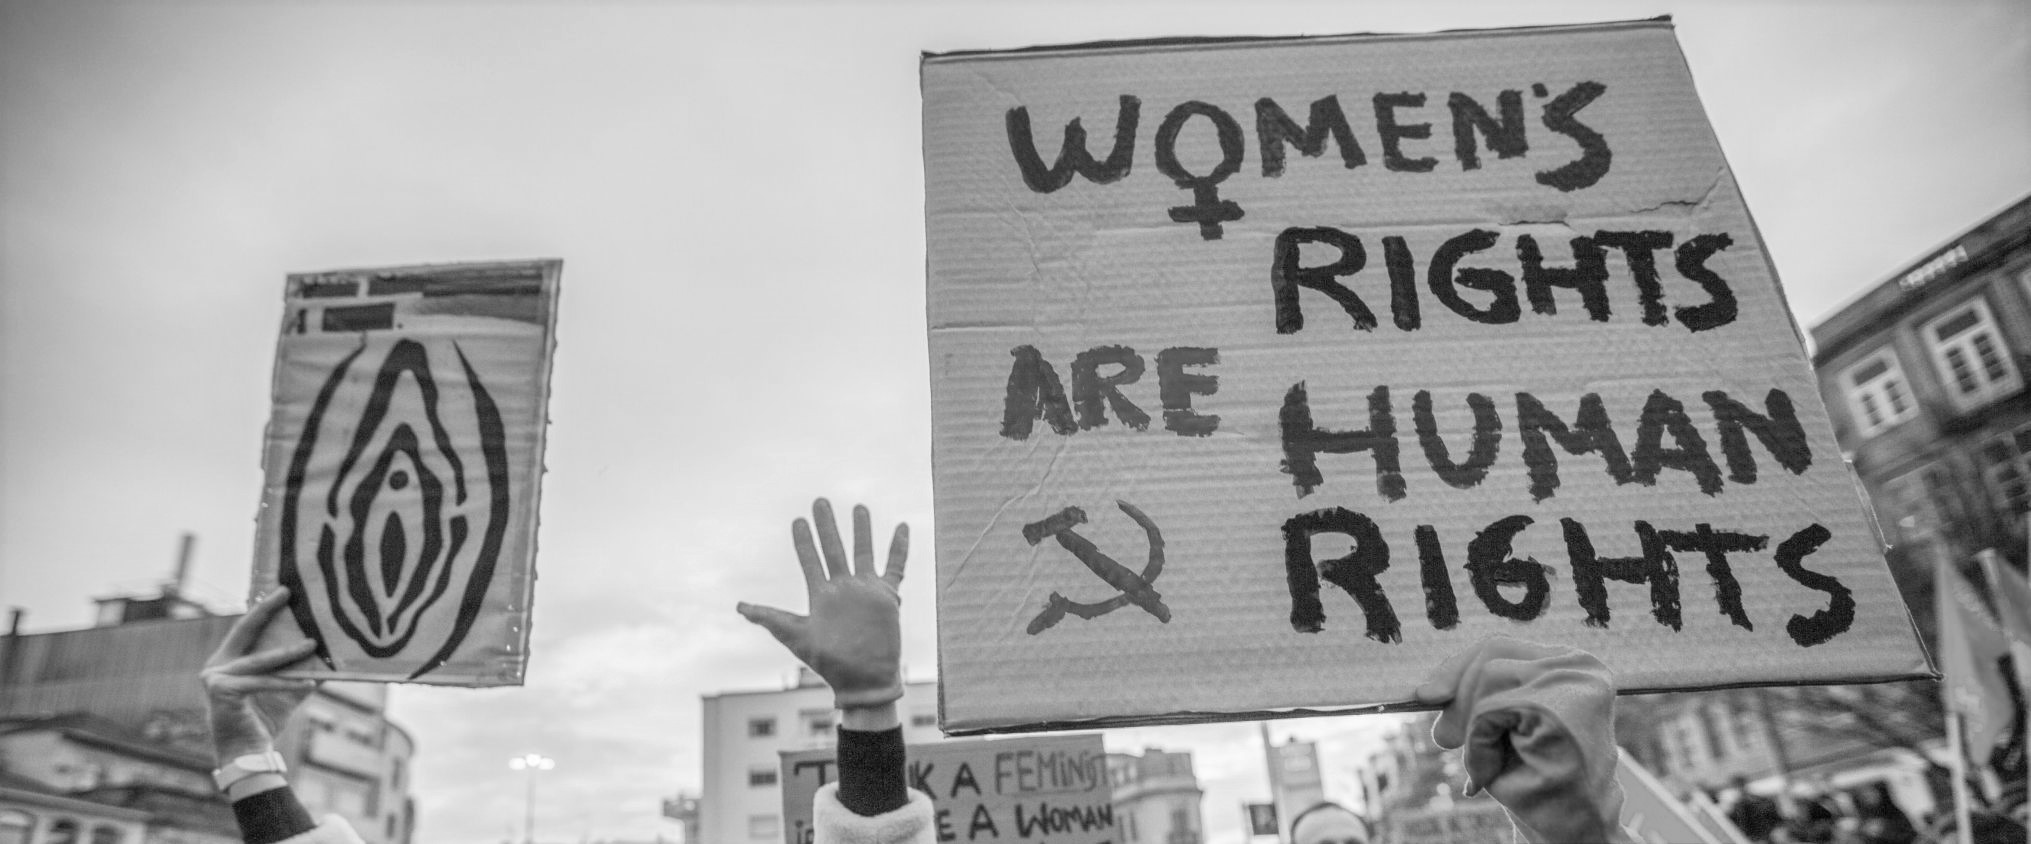 WOMEN'S
RIGHTS
ARE HUMAN
RIGHTS
A FEMINIST
A WOMAN